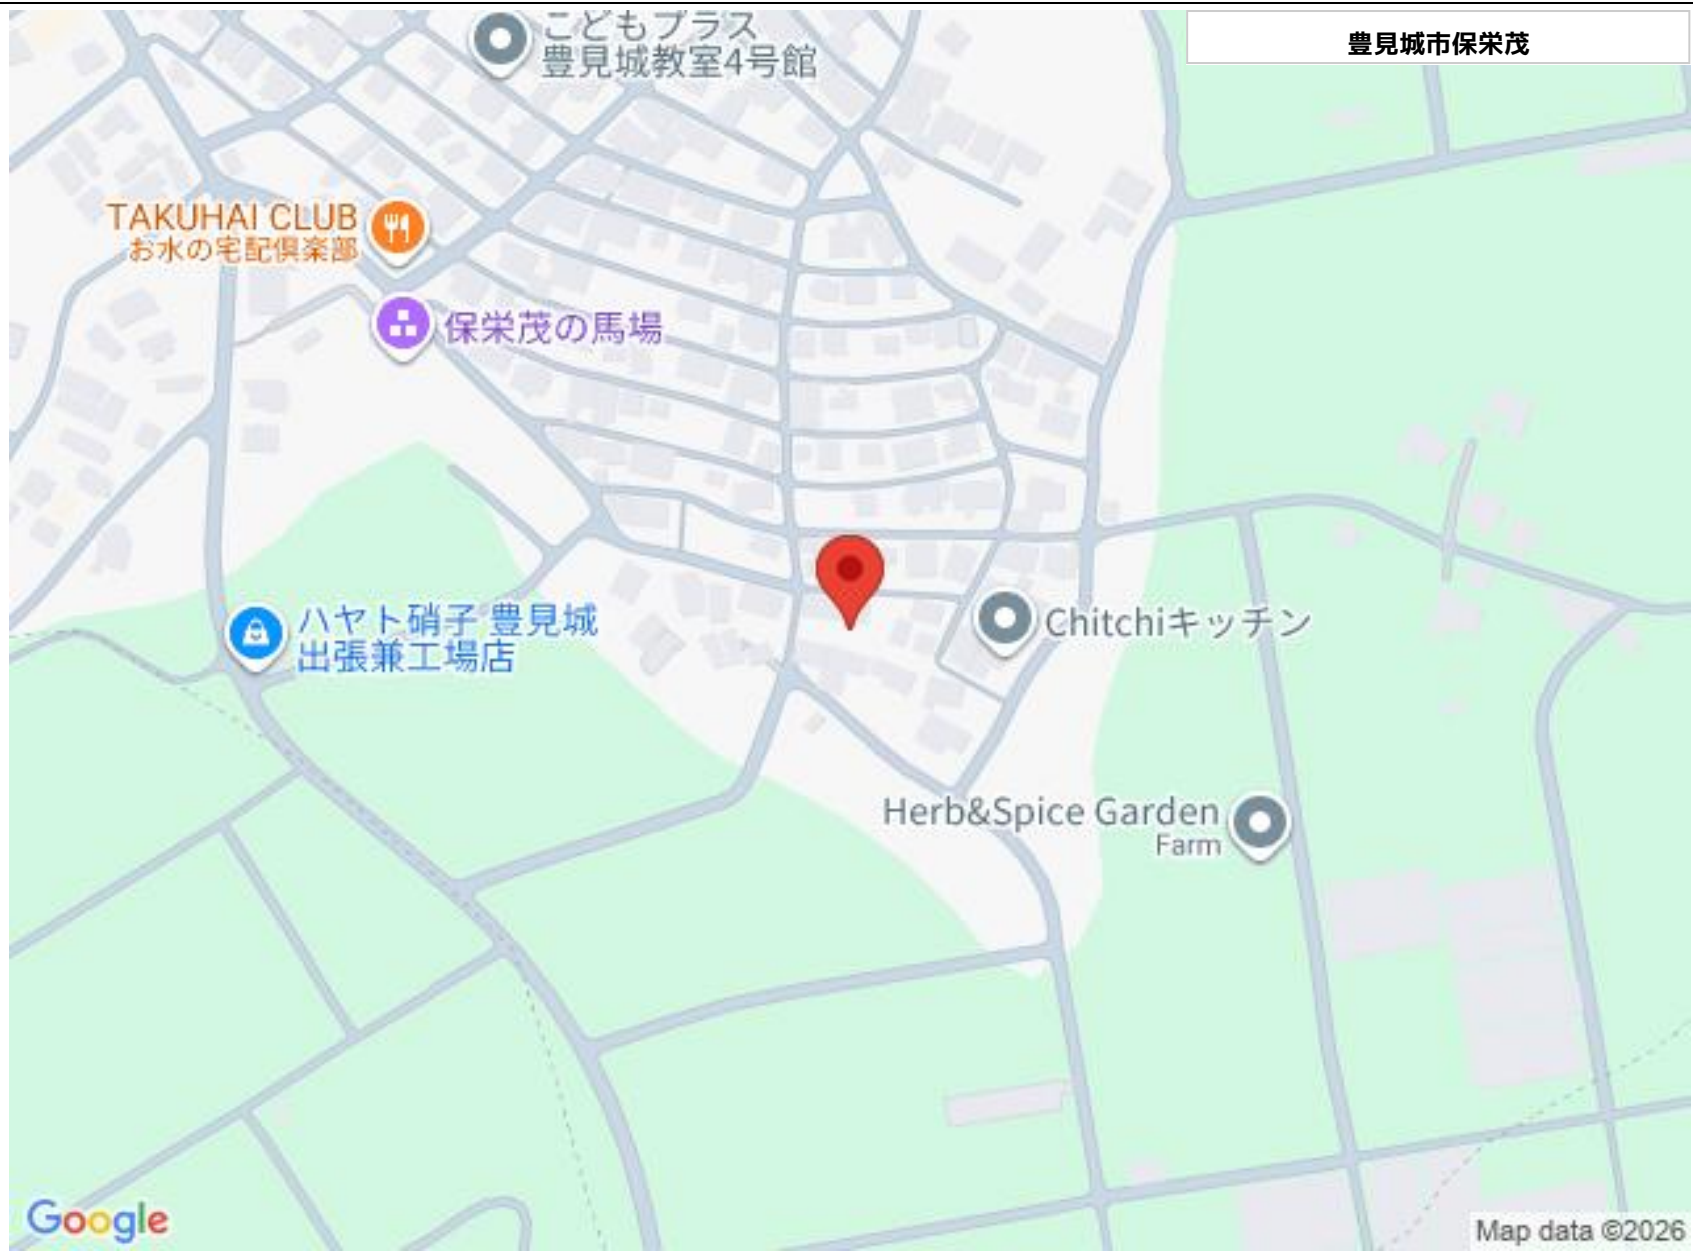 こどもプラス
豊見城教室4号館
豊見城市保栄茂
TAKUHAI CLUB
お水の宅配倶楽部
保栄茂の馬場
ハヤト硝子 豊見城
出張兼工場店
Chitchiキッチン
Herb&Spice Garden
Farm
Google
Map data ©2026